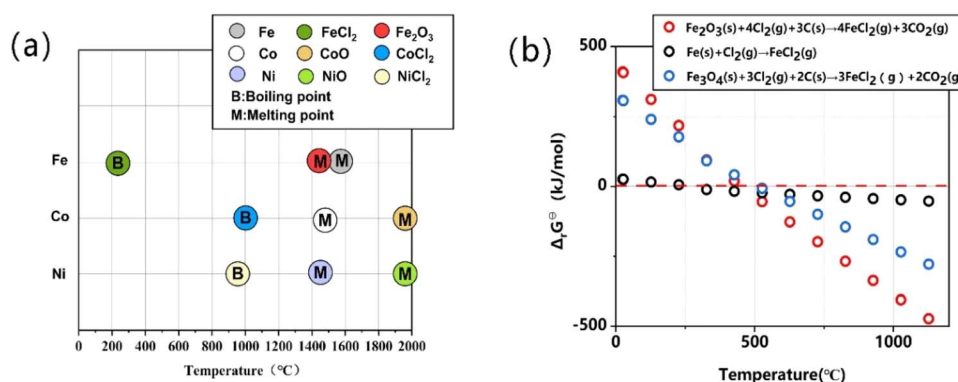 (a)
Fe FeCl₂ Fe₂O₃
Co CoO CoCl₂
Ni NiO NiCl₂
B:Boiling point
M:Melting point
Fe B M M
Co B M M
Ni B M M
0 200 400 600 800 1000 1200 1400 1600 1800 2000
Temperature (℃)
(b)
Fe₂O₃(s)+4Cl₂(g)+3C(s)→4FeCl₂(g)+3CO₂(g)
Fe(s)+Cl₂(g)→FeCl₂(g)
Fe₃O₄(s)+3Cl₂(g)+2C(s)→3FeCl₂(g)+2CO₂(g)
500
0
-500
ΔᵣG⊖ (kJ/mol)
0 500 1000
Temperature(℃)